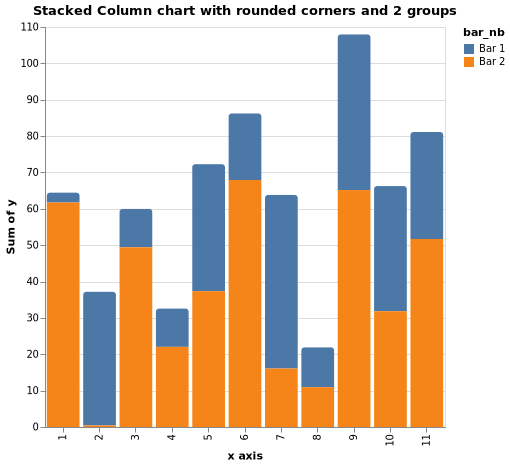 Stacked Column chart with rounded corners and 2 groups
bar_nb
Bar 1
Bar 2
Sum of y
110
100
90
80
70
60
50
40
30
20
10
0
1 2 3 4 5 6 7 8 9 10 11
x axis